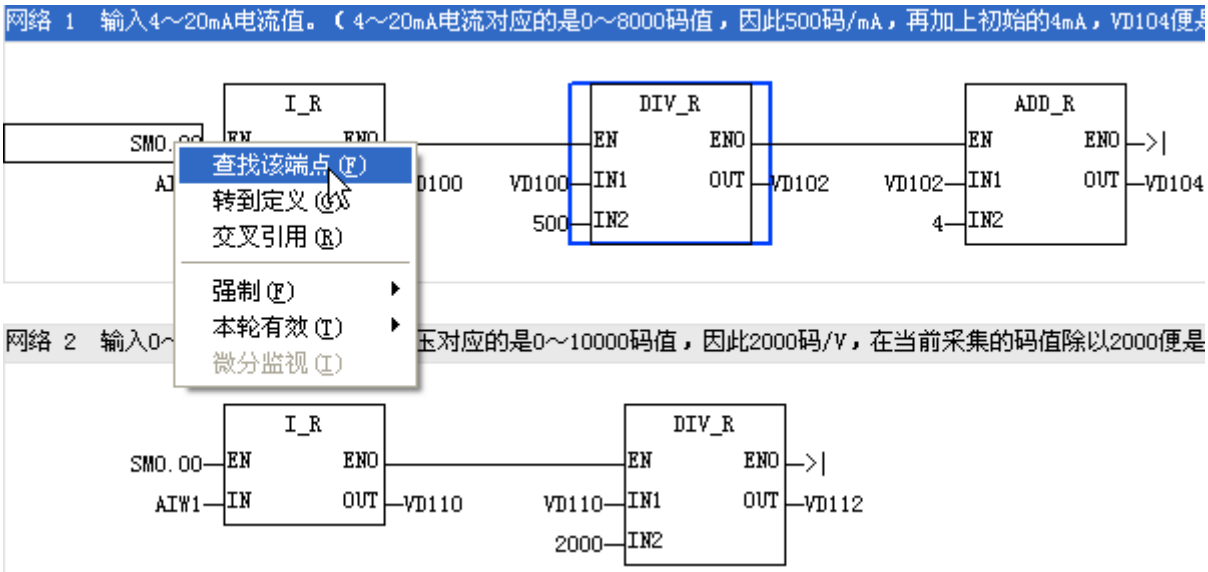 网络 1 输入4～20mA电流值。（4～20mA电流对应的是0～8000码值，因此500码/mA，再加上初始的4mA，VD104便是
I_R DIV_R ADD_R
SM0. EN ENO EN ENO EN ENO
VD100 IN1 OUT VD102 VD102 IN1 OUT VD104
500 IN2 4 IN2
查找该端点(F)
转到定义
交叉引用(R)
强制(F)
本轮有效(T)
微分监视(I)
网络 2 输入0～ 压对应的是0～10000码值，因此2000码/V，在当前采集的码值除以2000便是
I_R DIV_R
SM0.00 EN ENO EN ENO
AIW1 IN OUT VD110 VD110 IN1 OUT VD112
2000 IN2